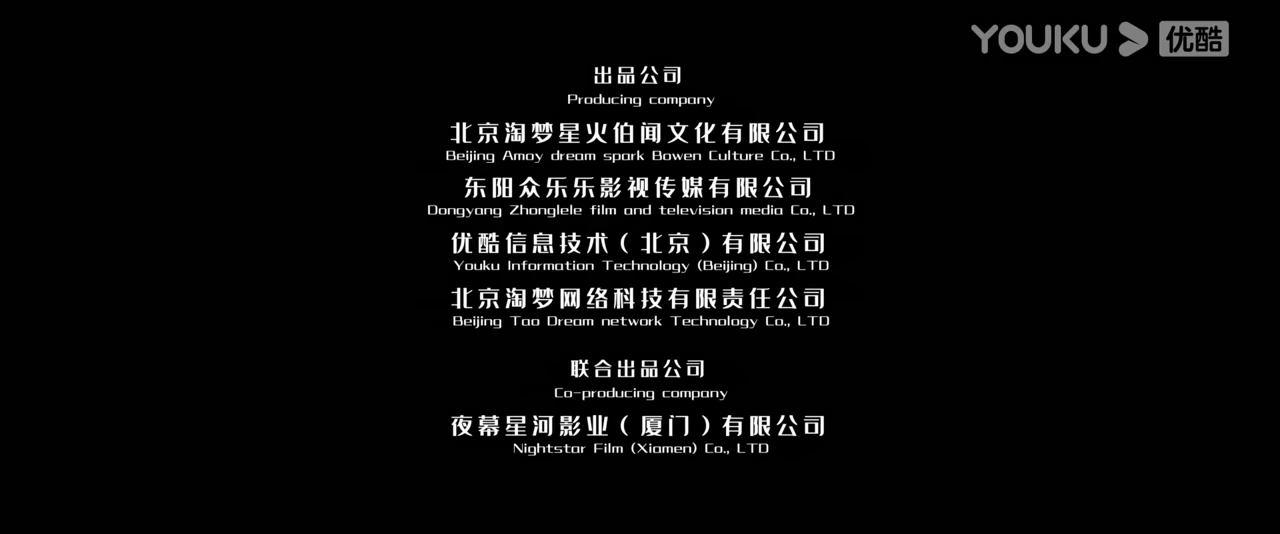 YOUKU 优酷
出品公司
Producing company
北京淘梦星火伯闻文化有限公司
Beijing Amoy dream spark Bowen Culture Co., LTD
东阳众乐乐影视传媒有限公司
Dongyang Zhonglele film and television media Co., LTD
优酷信息技术（北京）有限公司
Youku Information Technology (Beijing) Co., LTD
北京淘梦网络科技有限责任公司
Beijing Tao Dream network Technology Co., LTD
联合出品公司
Co-producing company
夜幕星河影业（厦门）有限公司
Nightstar Film (Xiamen) Co., LTD